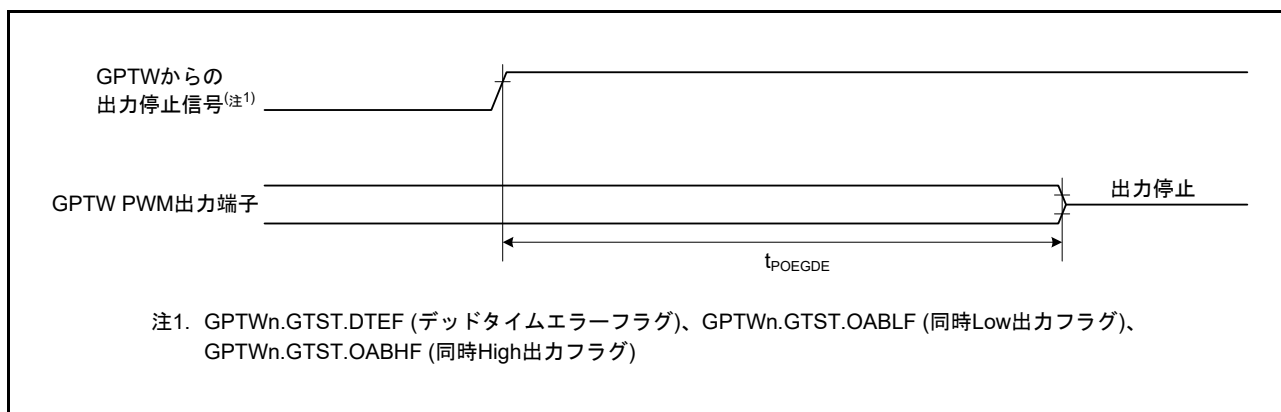 GPTWからの
出力停止信号(注1)
GPTW PWM出力端子
出力停止
tPOEGDE
注1. GPTWn.GTST.DTEF (デッドタイムエラーフラグ)、GPTWn.GTST.OABLF (同時Low出力フラグ)、
GPTWn.GTST.OABHF (同時High出力フラグ)